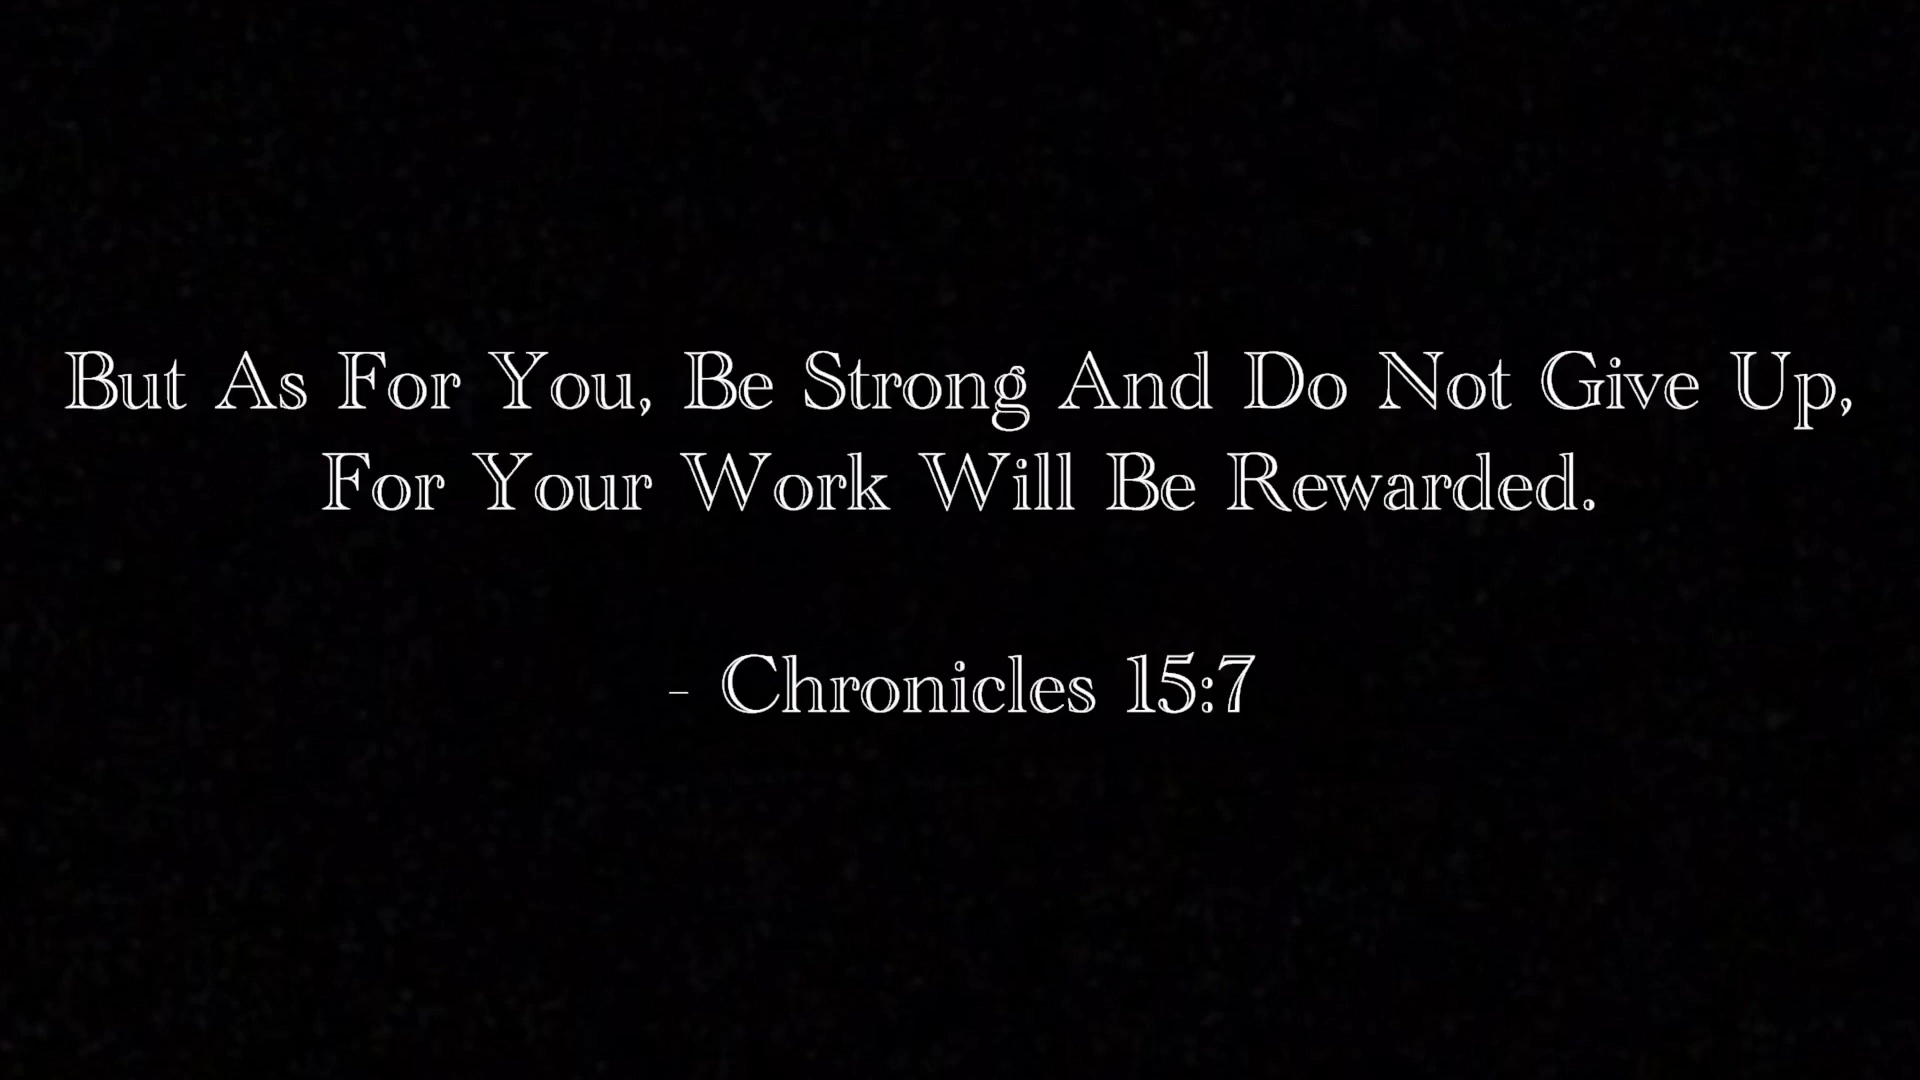 But As For You, Be Strong And Do Not Give Up,
For Your Work Will Be Rewarded.
- Chronicles 15:7